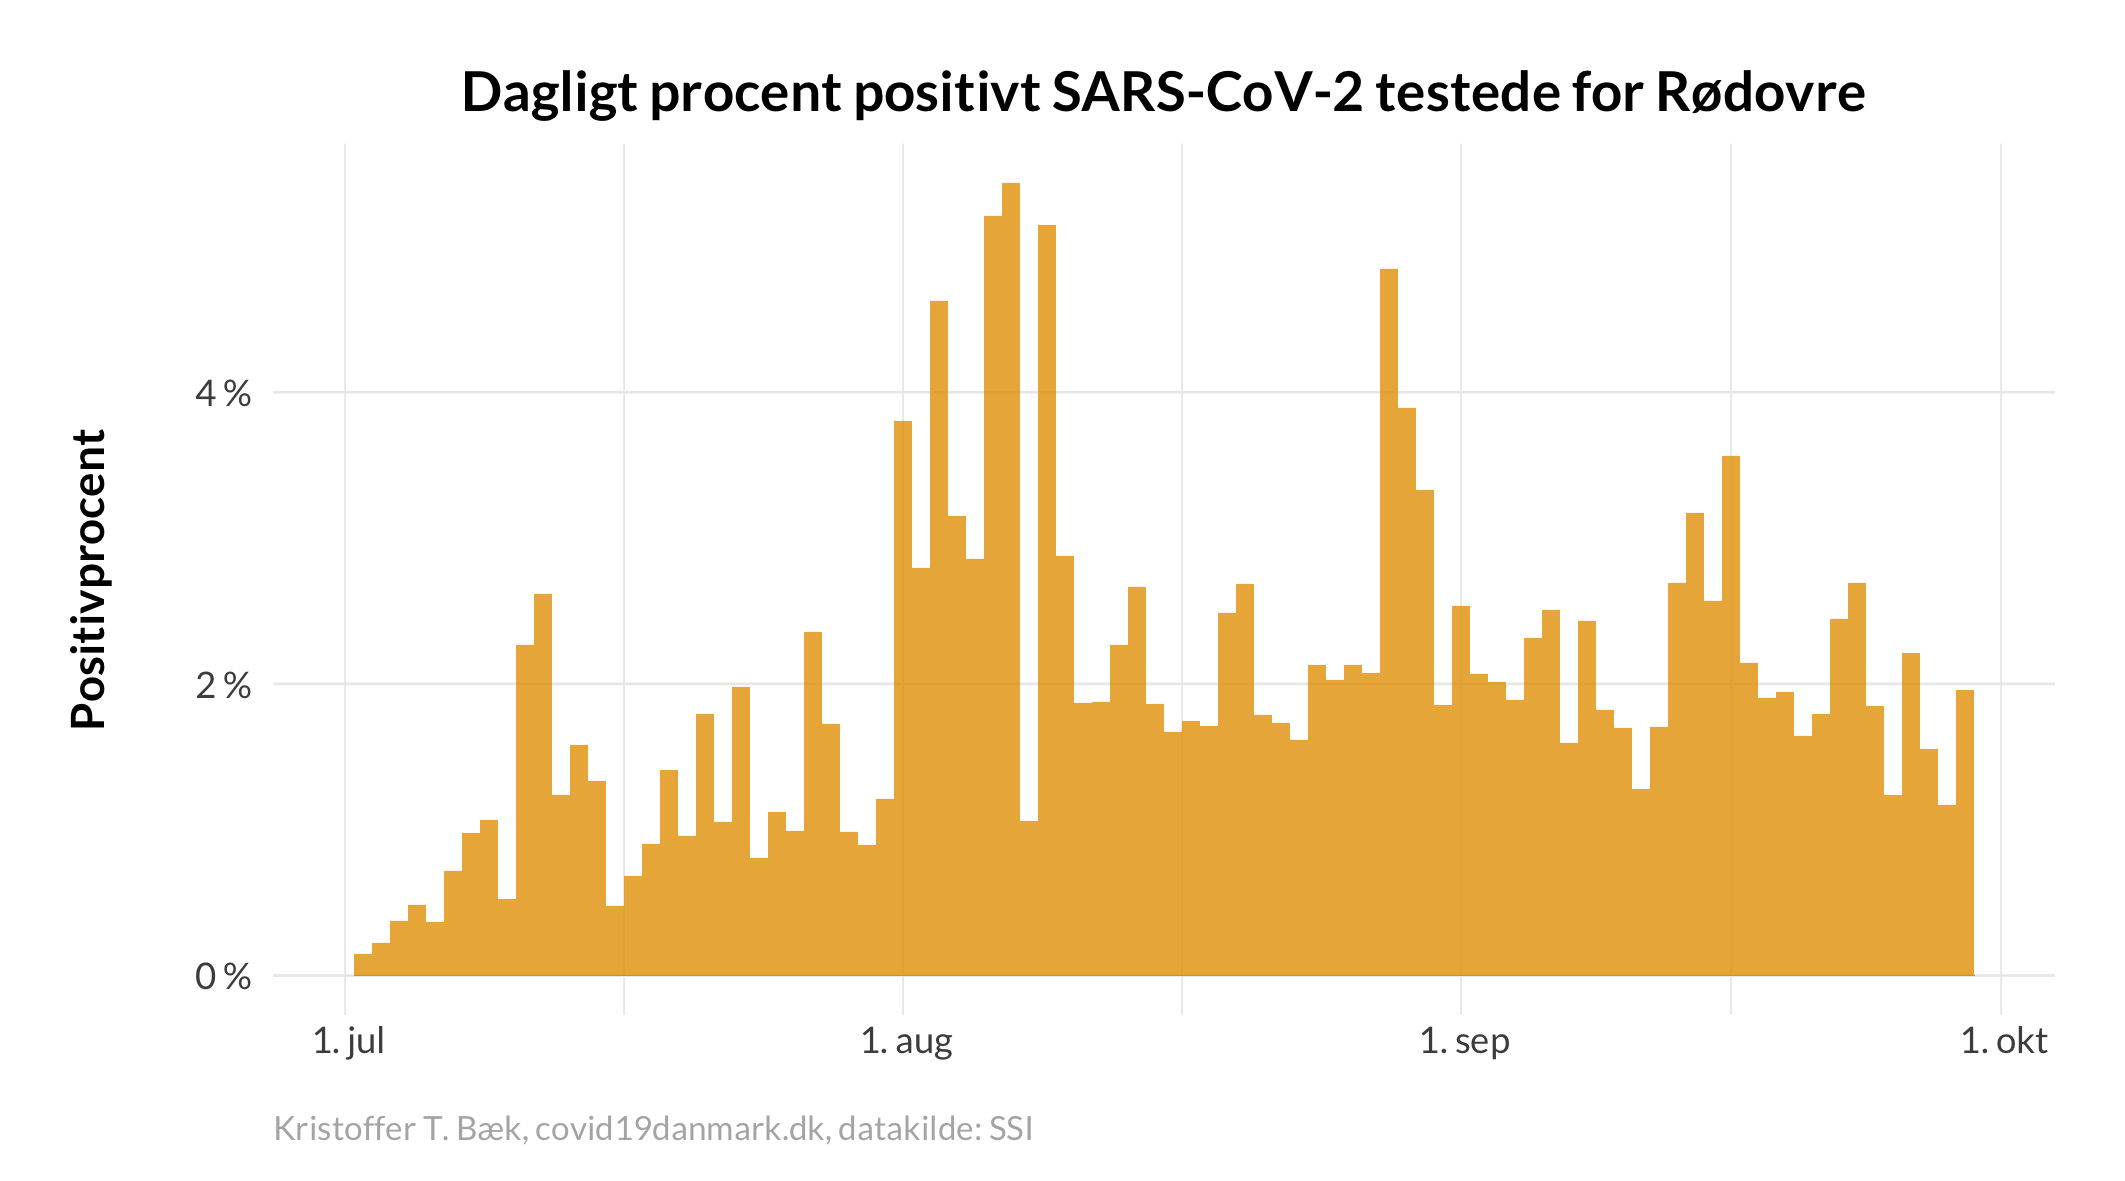 Dagligt procent positivt SARS-CoV-2 testede for Rødovre
Positivprocent
4 %
2 %
0 %
1. jul
1. aug
1. sep
1. okt
Kristoffer T. Bæk, covid19danmark.dk, datakilde: SSI